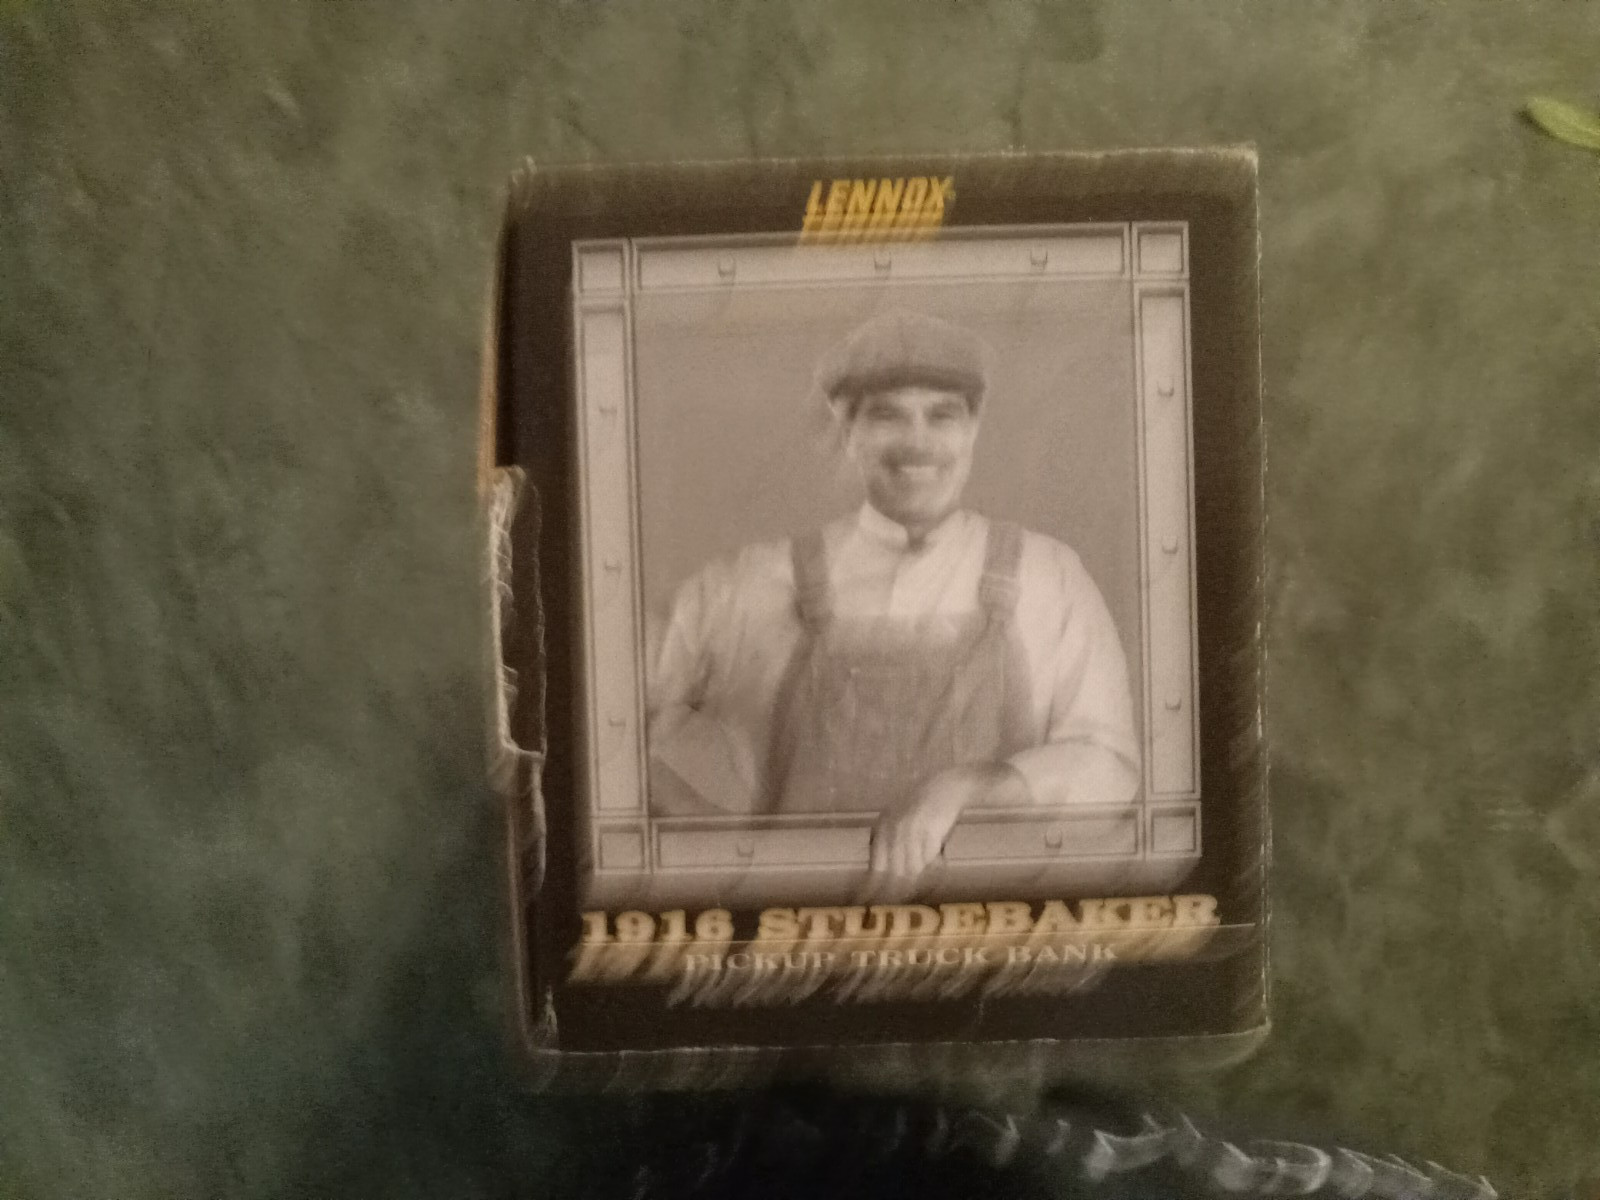 LENNOX
1916 STUDEBAKER
PICKUP TRUCK BANK